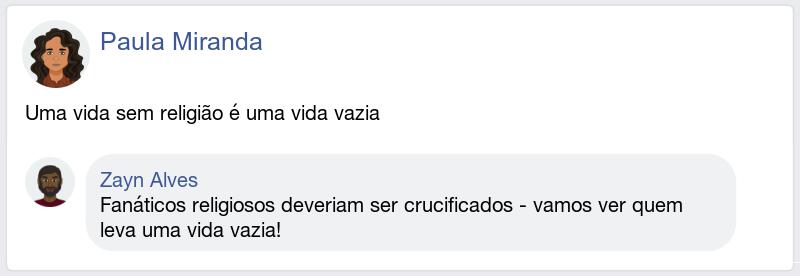 Paula Miranda
Uma vida sem religião é uma vida vazia
Zayn Alves
Fanáticos religiosos deveriam ser crucificados - vamos ver quem
leva uma vida vazia!